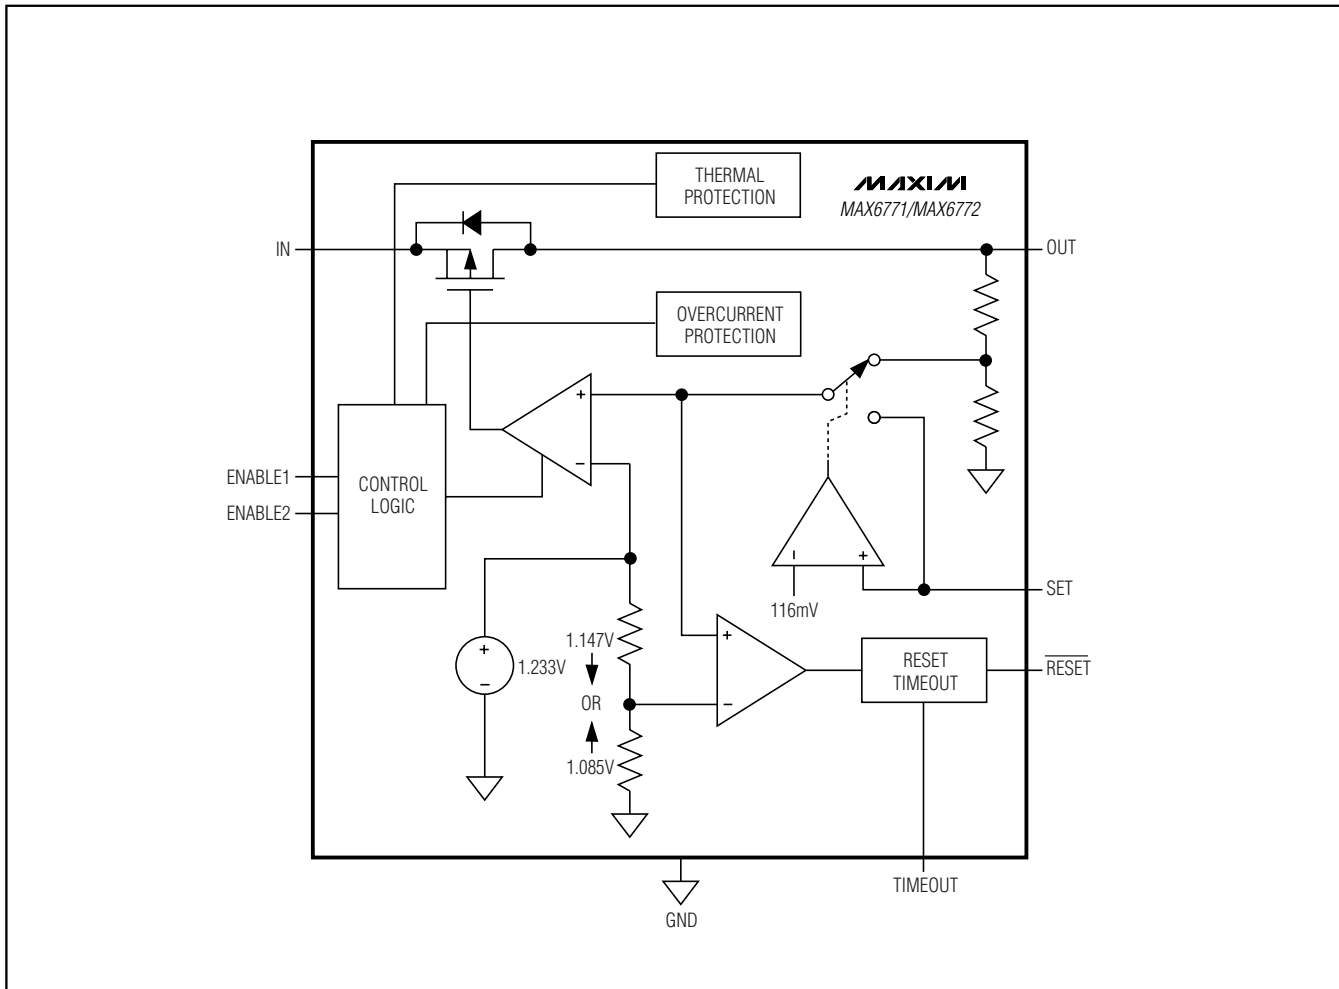 THERMAL
PROTECTION
MAXIM
MAX6771/MAX6772
IN
OUT
OVERCURRENT
PROTECTION
+
−
ENABLE1
ENABLE2
CONTROL
LOGIC
−
+
116mV
SET
+
−
1.233V
1.147V
OR
1.085V
+
−
RESET
TIMEOUT
RESET
TIMEOUT
GND